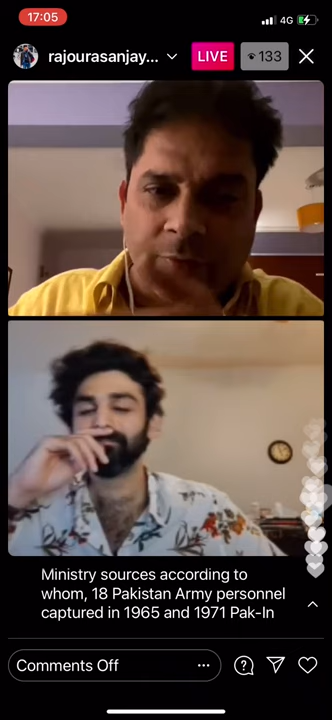 17:05
4G
rajourasanjay...
LIVE
133
Ministry sources according to
whom, 18 Pakistan Army personnel
captured in 1965 and 1971 Pak-In
Comments Off